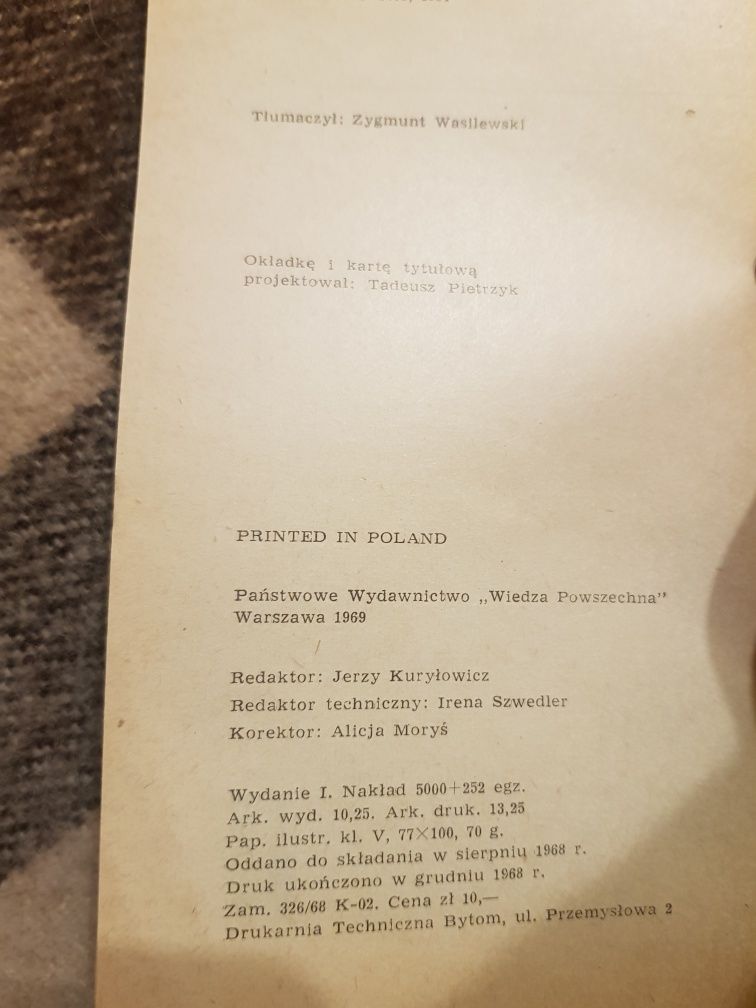 Tłumaczył: Zygmunt Wasilewski
Okładkę i kartę tytułową
projektował: Tadeusz Pietrzyk
PRINTED IN POLAND
Państwowe Wydawnictwo „Wiedza Powszechna”
Warszawa 1969
Redaktor: Jerzy Kuryłowicz
Redaktor techniczny: Irena Szwedler
Korektor: Alicja Moryś
Wydanie I. Nakład 5000+252 egz.
Ark. wyd. 10,25. Ark. druk. 13,25
Pap. ilustr. kl. V, 77×100, 70 g.
Oddano do składania w sierpniu 1968 r.
Druk ukończono w grudniu 1968 r.
Zam. 326/68 K-02. Cena zł 10,—
Drukarnia Techniczna Bytom, ul. Przemysłowa 2